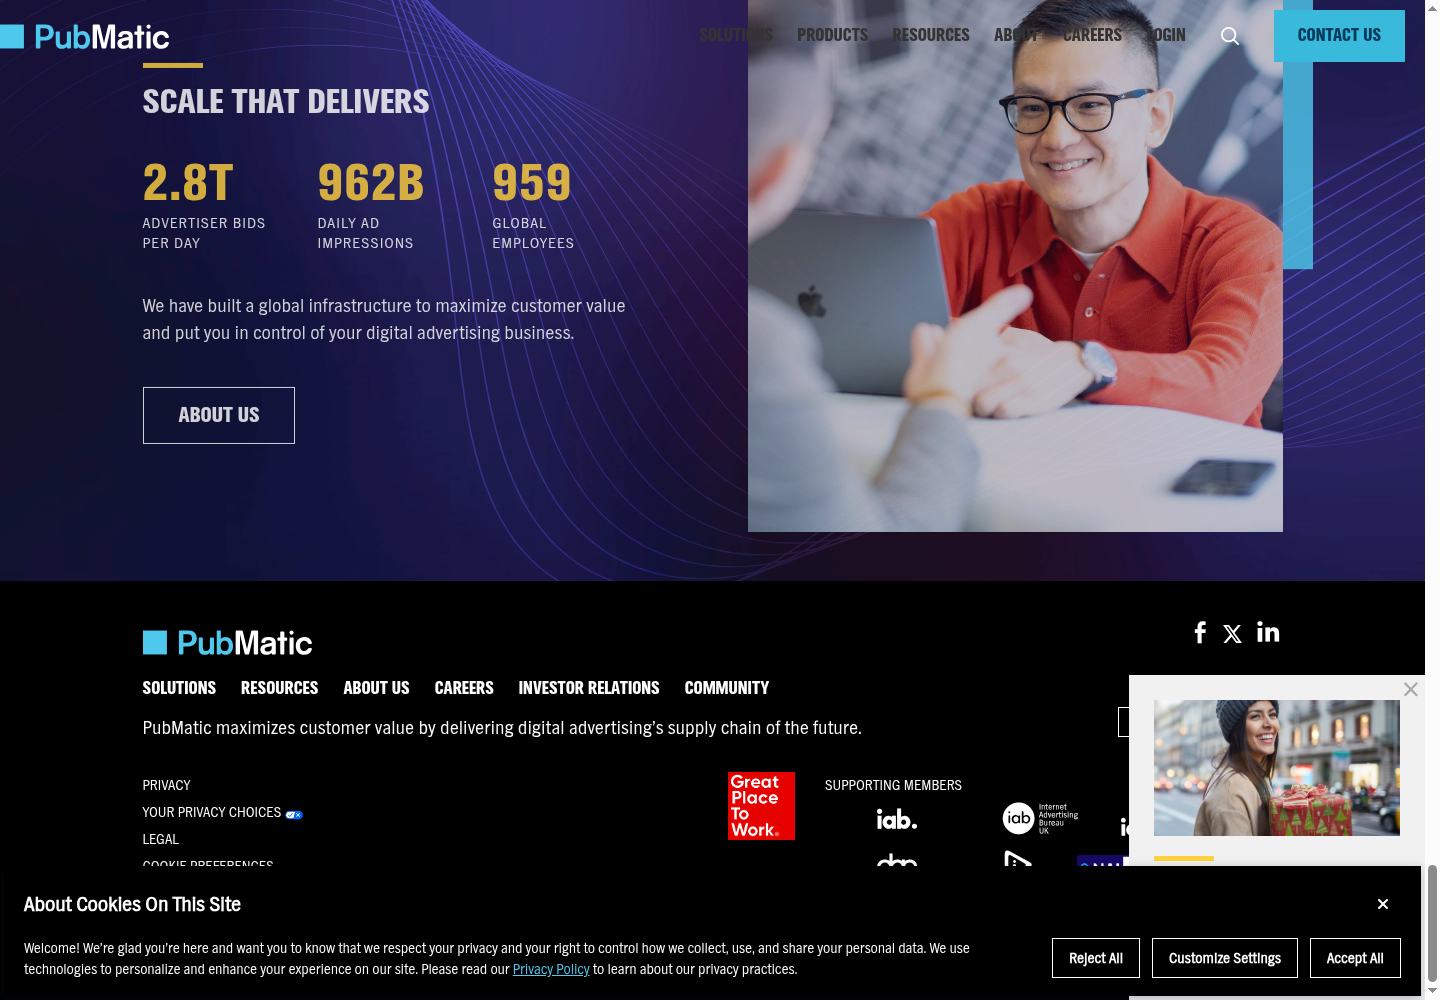 PubMatic
SOLUTIONS PRODUCTS RESOURCES ABOUT CAREERS LOGIN CONTACT US
SCALE THAT DELIVERS
2.8T 962B 959
ADVERTISER BIDS DAILY AD GLOBAL
PER DAY IMPRESSIONS EMPLOYEES
We have built a global infrastructure to maximize customer value
and put you in control of your digital advertising business.
ABOUT US
PubMatic
SOLUTIONS RESOURCES ABOUT US CAREERS INVESTOR RELATIONS COMMUNITY
PubMatic maximizes customer value by delivering digital advertising's supply chain of the future.
PRIVACY
YOUR PRIVACY CHOICES
LEGAL
COOKIE PREFERENCES
Great
Place
To
Work.
SUPPORTING MEMBERS
iab.
iab
Internet
Advertising
Bureau
UK
About Cookies On This Site
Welcome! We're glad you're here and want you to know that we respect your privacy and your right to control how we collect, use, and share your personal data. We use
technologies to personalize and enhance your experience on our site. Please read our Privacy Policy to learn about our privacy practices.
Reject All Customize Settings Accept All